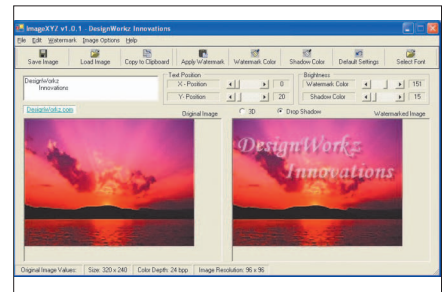 ImageXYZ v1.0.1 - DesignWorkz Innovations
File Edit Watermark Image Options Help
Save Image Load Image Copy to Clipboard Apply Watermark Watermark Color Shadow Color Default Settings Select Font
Text Position Brightness
DesignWorkz
Innovations
X - Position 0 Watermark Color 151
Y- Position 20 Shadow Color 15
DesignWorkz.com Original Image 3D Drop Shadow Watermarked Image
DesignWorkz
Innovations
Original Image Values: Size: 320 x 240 Color Depth: 24 bpp Image Resolution: 96 x 96